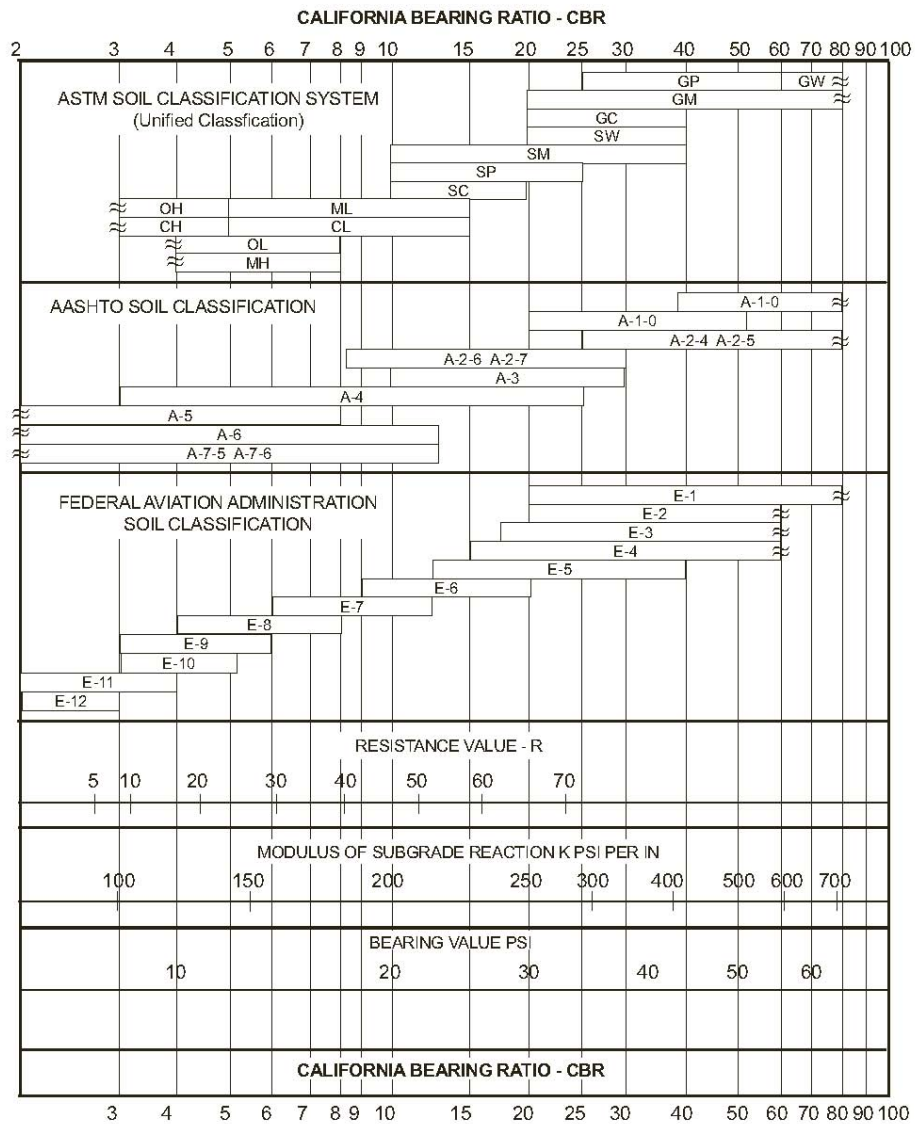 CALIFORNIA BEARING RATIO - CBR
2 3 4 5 6 7 8 9 10 15 20 25 30 40 50 60 70 80 100
GP GW
ASTM SOIL CLASSIFICATION SYSTEM
GM
(Unified Classfication)
GC
SW
SM
SP
SC
OH ML
CH CL
OL
MH
AASHTO SOIL CLASSIFICATION
A-1-0
A-1-0
A-2-4 A-2-5
A-2-6 A-2-7
A-3
A-4
A-5
A-6
A-7-5 A-7-6
FEDERAL AVIATION ADMINISTRATION
SOIL CLASSIFICATION
E-1
E-2
E-3
E-4
E-5
E-6
E-7
E-8
E-9
E-10
E-11
E-12
RESISTANCE VALUE - R
5 10 20 30 40 50 60 70
MODULUS OF SUBGRADE REACTION K PSI PER IN
100 150 200 250 300 400 500 600 700
BEARING VALUE PSI
10 20 30 40 50 60
CALIFORNIA BEARING RATIO - CBR
3 4 5 6 7 8 9 10 15 20 25 30 40 50 60 70 80 90 100